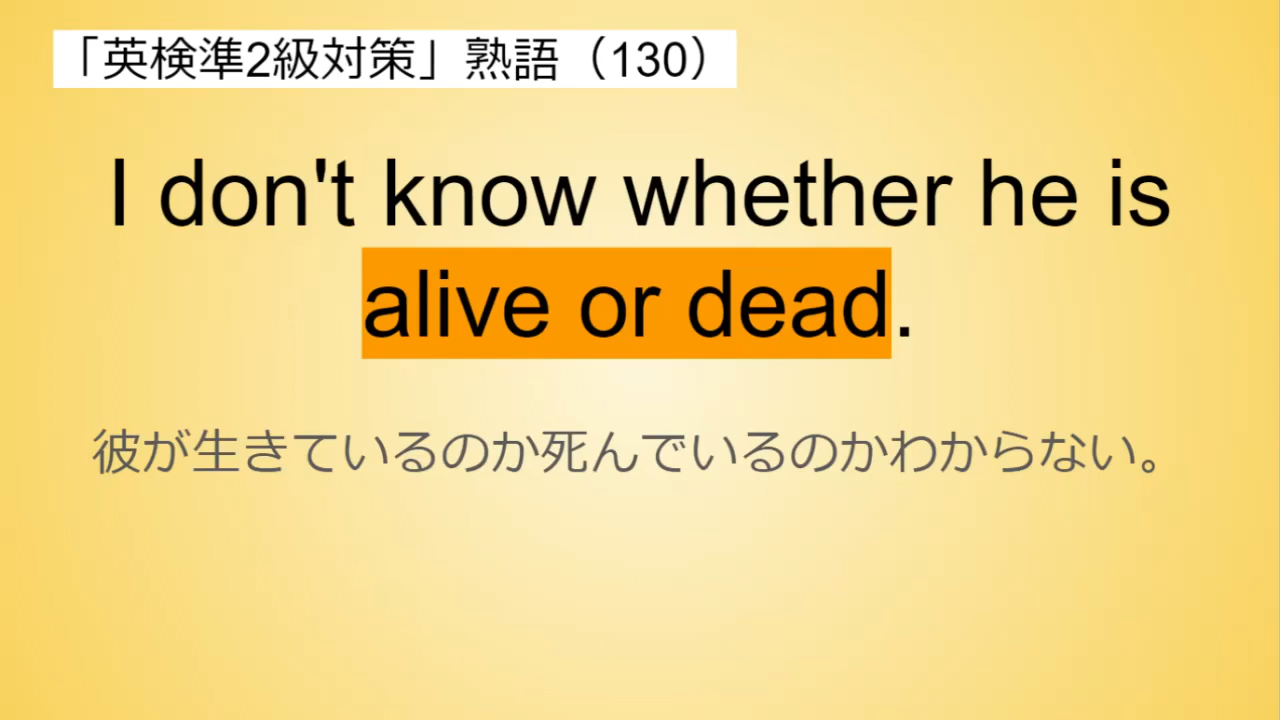 「英検準2級対策」熟語（130）
I don't know whether he is
alive or dead.
彼が生きているのか死んでいるのかわからない。